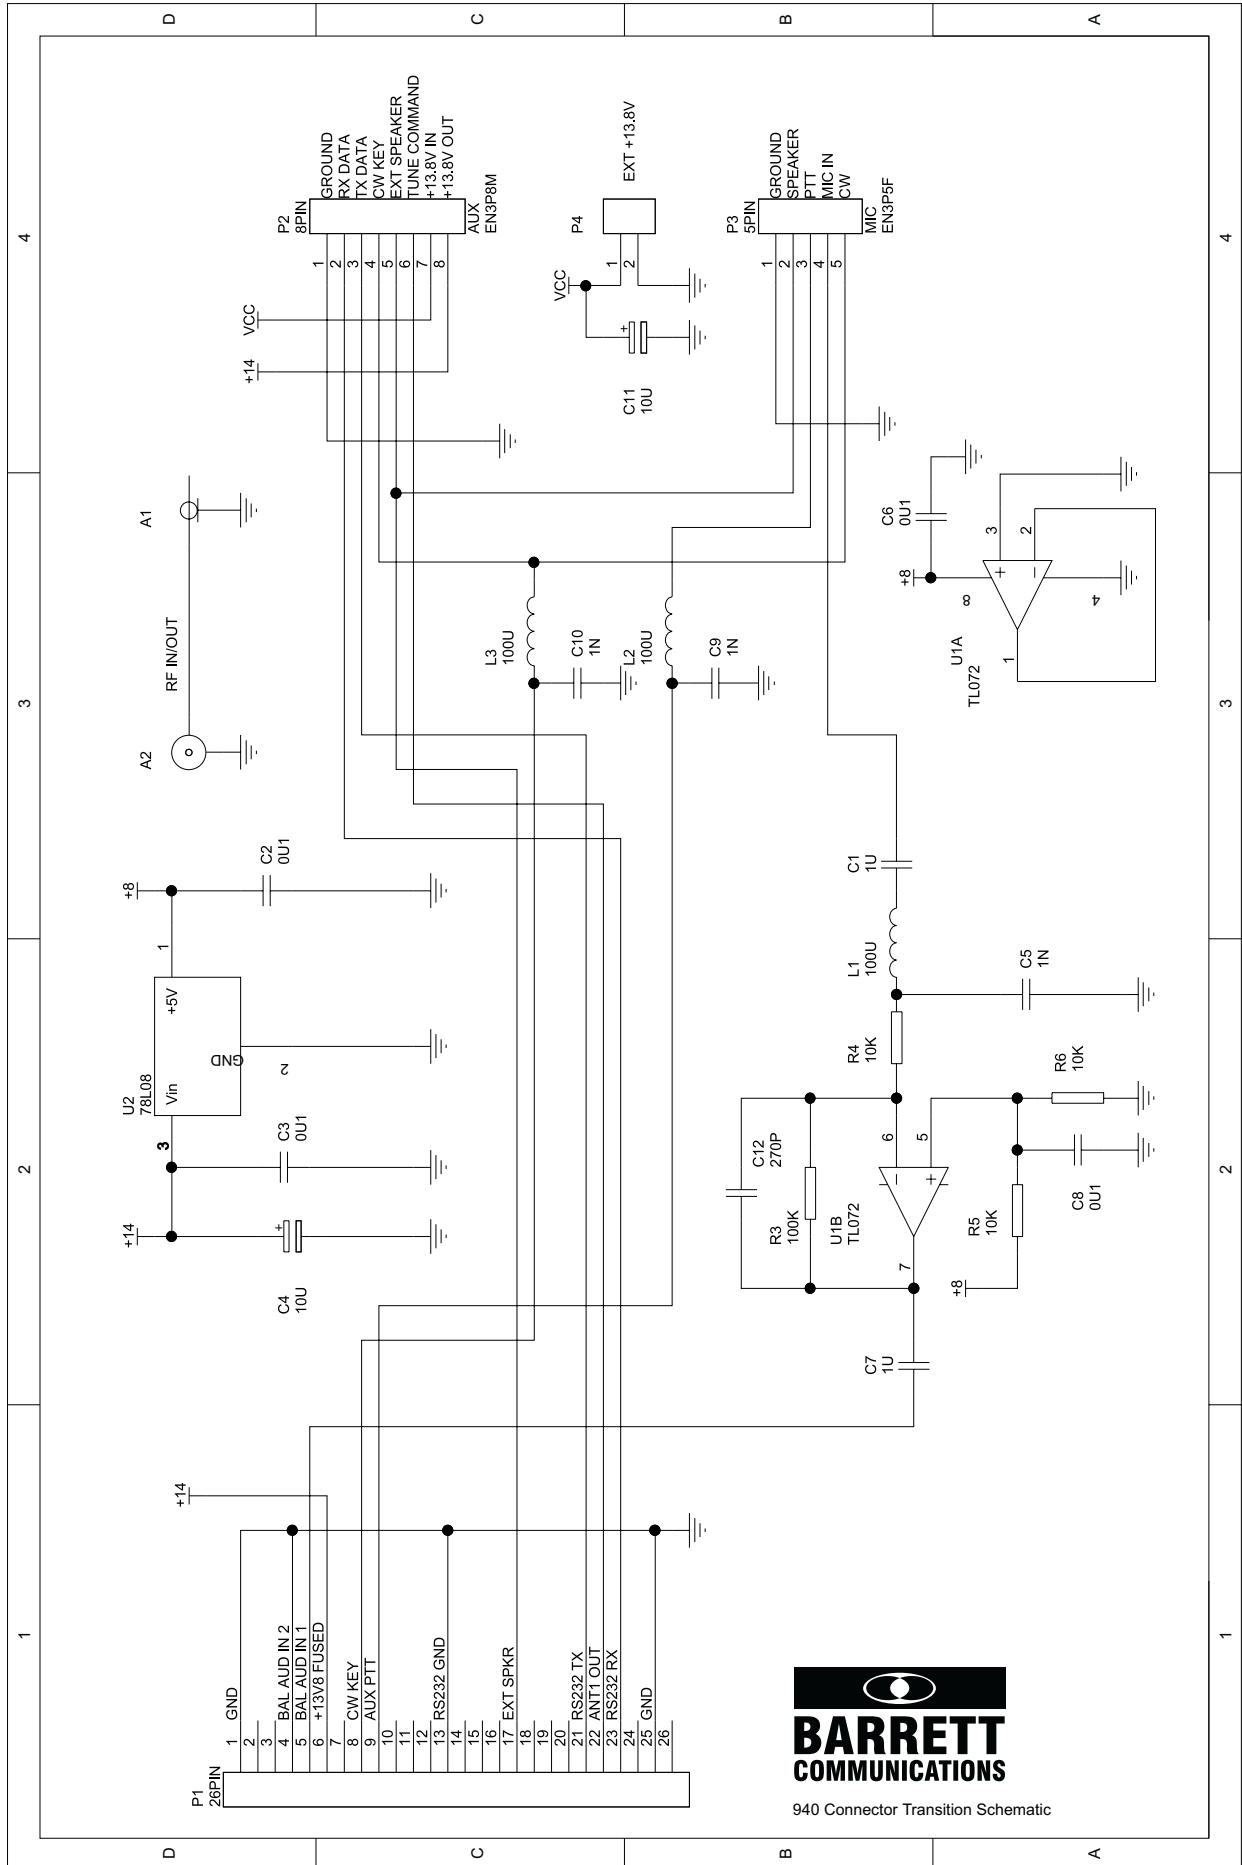 D
C
B
A
4
3
2
1
4
3
2
1
D
C
B
A
P2
8PIN
GROUND
RX DATA
TX DATA
CW KEY
EXT SPEAKER
TUNE COMMAND
+13.8V IN
+13.8V OUT
AUX
EN3P8M
1
2
3
4
5
6
7
8
VCC
+14
P4
EXT +13.8V
1
2
VCC
+
C11
10U
P3
5PIN
GROUND
SPEAKER
PTT
MIC IN
CW
MIC
EN3P5F
1
2
3
4
5
A1
RF IN/OUT
A2
L3
100U
C10
1N
L2
100U
C9
1N
C6
0U1
+8
8
3
2
4
+
−
1
U1A
TL072
+8
C2
0U1
1
+5V
GND
2
Vin
U2
78L08
3
C3
0U1
+14
+
C4
10U
C1
1U
L1
100U
C5
1N
R4
10K
R6
10K
C12
270P
R3
100K
6
5
−
+
U1B
TL072
7
R5
10K
C8
0U1
+8
C7
1U
+14
P1
26PIN
1 GND
2
3
4 BAL AUD IN 2
5 BAL AUD IN 1
6 +13V8 FUSED
7
8 CW KEY
9 AUX PTT
10
11
12
13 RS232 GND
14
15
16
17 EXT SPKR
18
19
20
21 RS232 TX
22 ANT1 OUT
23 RS232 RX
24
25 GND
26
BARRETT
COMMUNICATIONS
940 Connector Transition Schematic